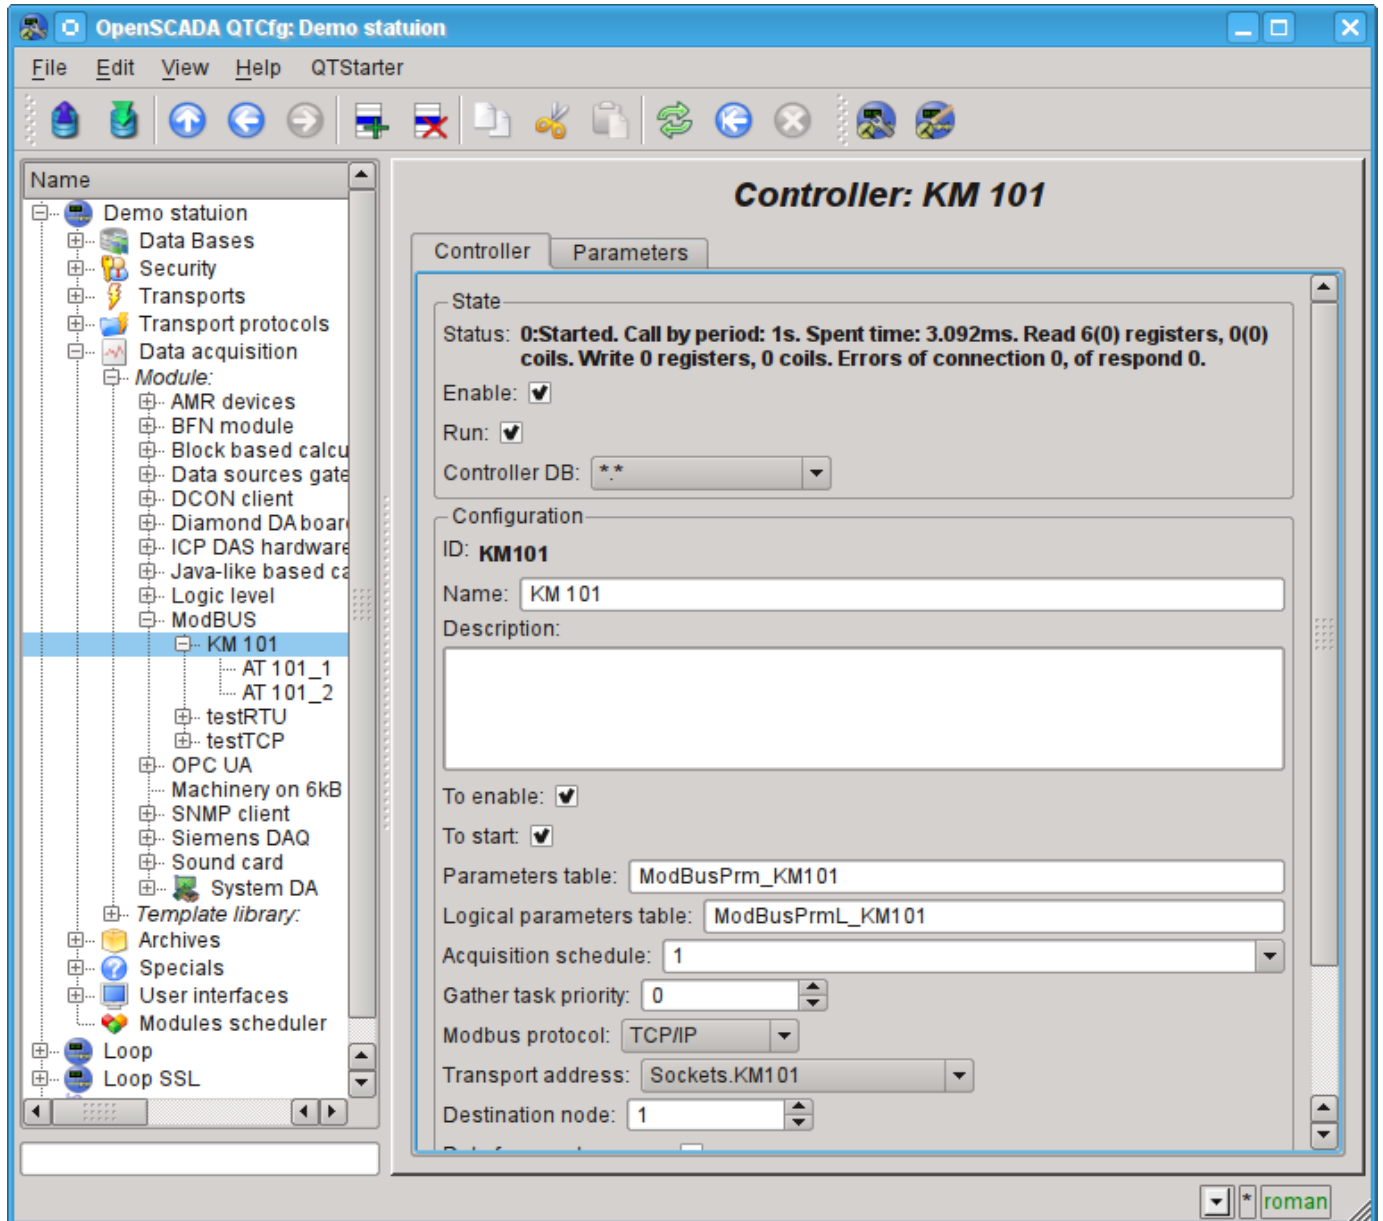 OpenSCADA QTCfg: Demo statuion
File Edit View Help QTStarter
Name
Demo statuion
Data Bases
Security
Transports
Transport protocols
Data acquisition
Module:
AMR devices
BFN module
Block based calcu
Data sources gate
DCON client
Diamond DA boar
ICP DAS hardware
Java-like based ca
Logic level
ModBUS
KM 101
AT 101_1
AT 101_2
testRTU
testTCP
OPC UA
Machinery on 6kB
SNMP client
Siemens DAQ
Sound card
System DA
Template library:
Archives
Specials
User interfaces
Modules scheduler
Loop
Loop SSL
Controller: KM 101
Controller Parameters
State
Status: 0:Started. Call by period: 1s. Spent time: 3.092ms. Read 6(0) registers, 0(0)
coils. Write 0 registers, 0 coils. Errors of connection 0, of respond 0.
Enable:
Run:
Controller DB: *.*
Configuration
ID: KM101
Name: KM 101
Description:
To enable:
To start:
Parameters table: ModBusPrm_KM101
Logical parameters table: ModBusPrmL_KM101
Acquisition schedule: 1
Gather task priority: 0
Modbus protocol: TCP/IP
Transport address: Sockets.KM101
Destination node: 1
* roman